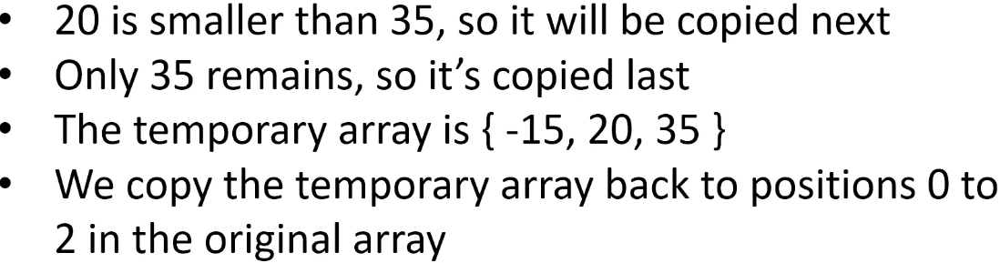 • 20 is smaller than 35, so it will be copied next
• Only 35 remains, so it’s copied last
• The temporary array is { -15, 20, 35 }
• We copy the temporary array back to positions 0 to
2 in the original array